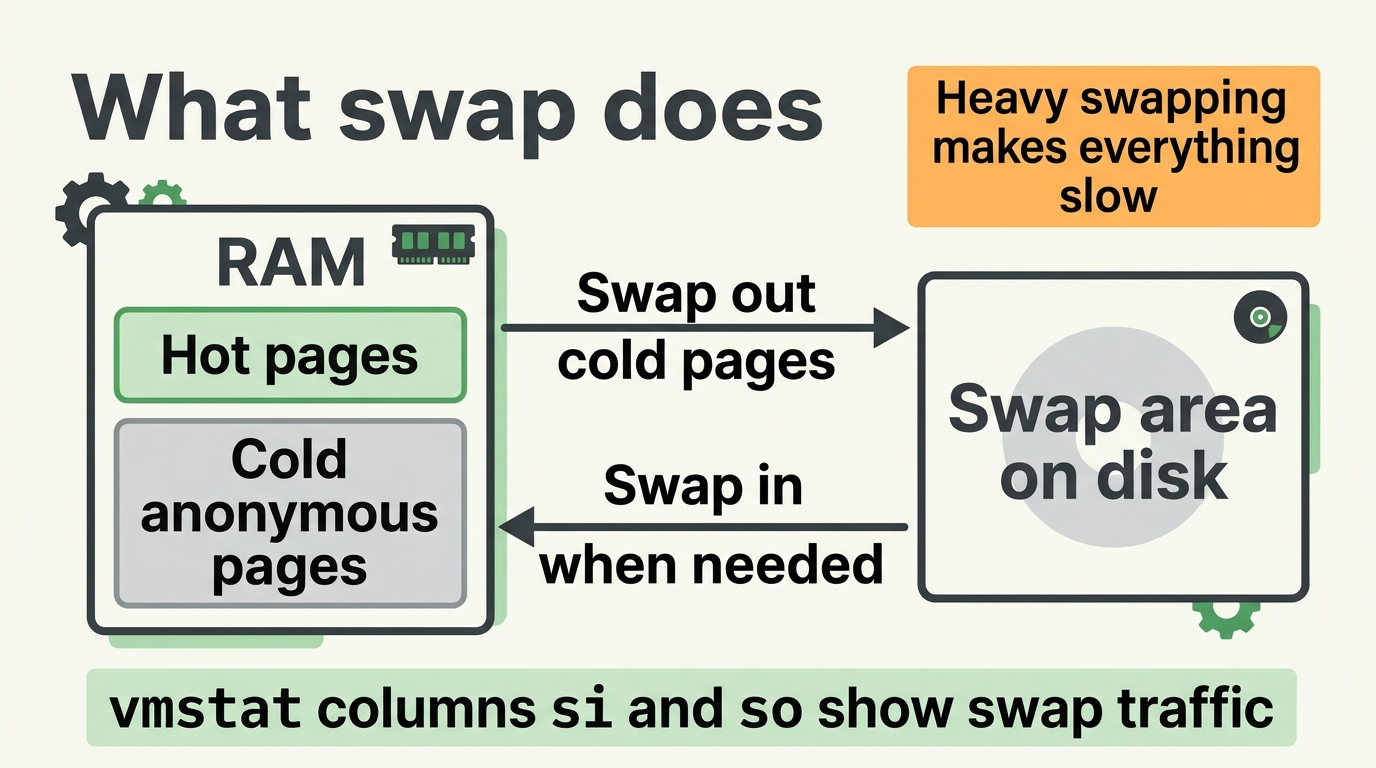 What swap does
Heavy swapping
makes everything
slow
RAM
Hot pages
Cold
anonymous
pages
Swap out
cold pages
Swap in
when needed
Swap area
on disk
vmstat columns si and so show swap traffic